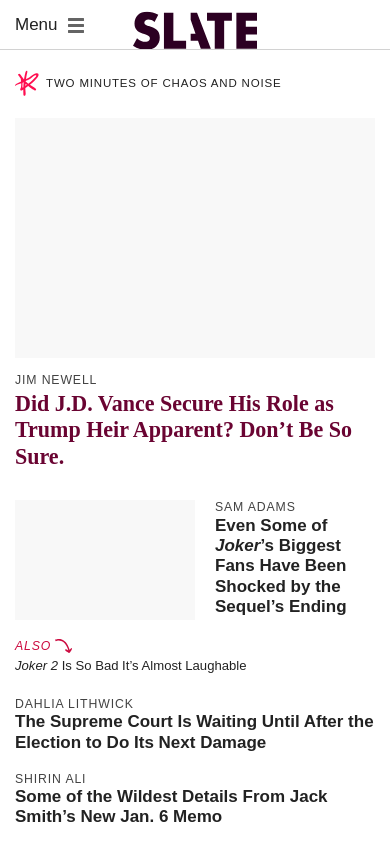 Menu
SLATE
TWO MINUTES OF CHAOS AND NOISE
JIM NEWELL
Did J.D. Vance Secure His Role as
Trump Heir Apparent? Don’t Be So
Sure.
SAM ADAMS
Even Some of
Joker’s Biggest
Fans Have Been
Shocked by the
Sequel’s Ending
ALSO
Joker 2 Is So Bad It’s Almost Laughable
DAHLIA LITHWICK
The Supreme Court Is Waiting Until After the
Election to Do Its Next Damage
SHIRIN ALI
Some of the Wildest Details From Jack
Smith’s New Jan. 6 Memo